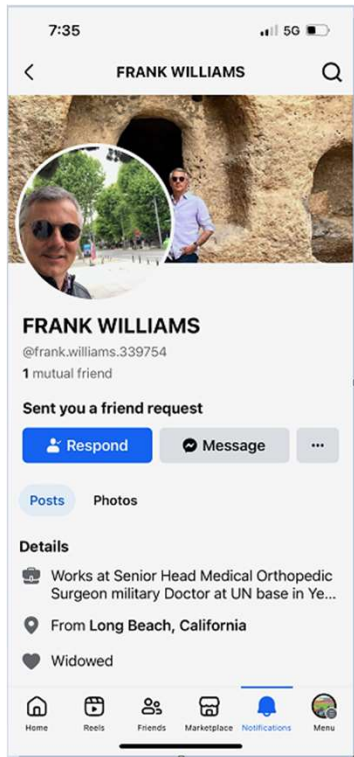 7:35
5G
FRANK WILLIAMS
FRANK WILLIAMS
@frank.williams.339754
1 mutual friend
Sent you a friend request
Respond
Message
Posts
Photos
Details
Works at Senior Head Medical Orthopedic
Surgeon military Doctor at UN base in Ye...
From Long Beach, California
Widowed
Home
Reels
Friends
Marketplace
Notifications
Menu